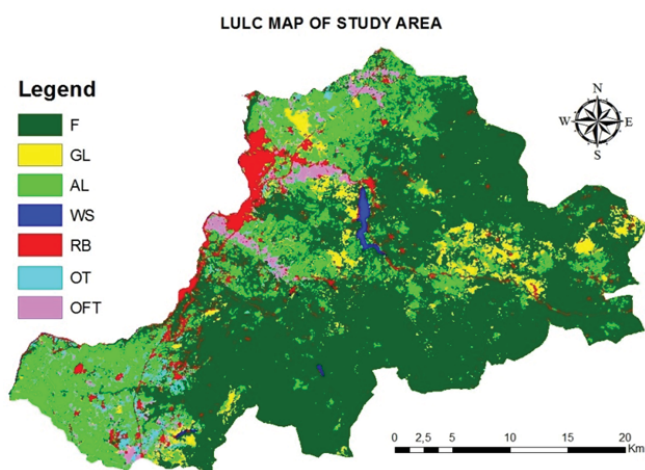 LULC MAP OF STUDY AREA
Legend
F
GL
AL
WS
RB
OT
OFT
N
W E
S
0 2,5 5 10 15 20
Km